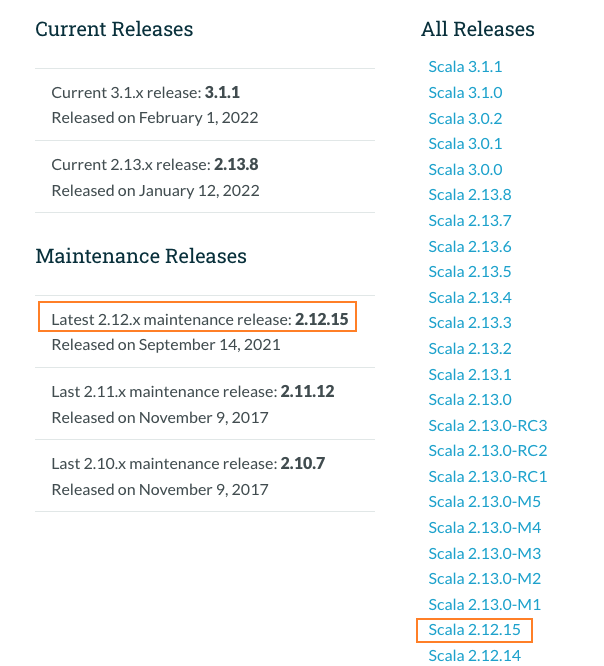 Current Releases
Current 3.1.x release: 3.1.1
Released on February 1, 2022
Current 2.13.x release: 2.13.8
Released on January 12, 2022
Maintenance Releases
Latest 2.12.x maintenance release: 2.12.15
Released on September 14, 2021
Last 2.11.x maintenance release: 2.11.12
Released on November 9, 2017
Last 2.10.x maintenance release: 2.10.7
Released on November 9, 2017
All Releases
Scala 3.1.1
Scala 3.1.0
Scala 3.0.2
Scala 3.0.1
Scala 3.0.0
Scala 2.13.8
Scala 2.13.7
Scala 2.13.6
Scala 2.13.5
Scala 2.13.4
Scala 2.13.3
Scala 2.13.2
Scala 2.13.1
Scala 2.13.0
Scala 2.13.0-RC3
Scala 2.13.0-RC2
Scala 2.13.0-RC1
Scala 2.13.0-M5
Scala 2.13.0-M4
Scala 2.13.0-M3
Scala 2.13.0-M2
Scala 2.13.0-M1
Scala 2.12.15
Scala 2.12.14